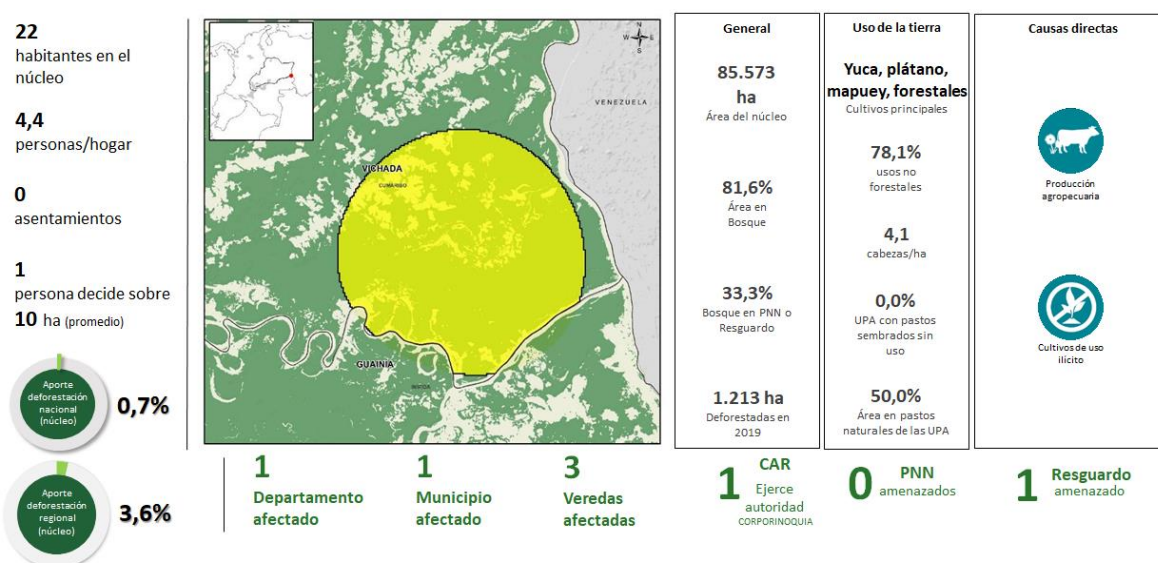 22
habitantes en el
núcleo
4,4
personas/hogar
0
asentamientos
1
persona decide sobre
10 ha (promedio)
Aporte
deforestación
nacional
(núcleo)
0,7%
Aporte
deforestación
regional
(núcleo)
3,6%
N
W E
S
VENEZUELA
VICHADA
CUMARIBO
GUAINÍA
1
Departamento
afectado
1
Municipio
afectado
3
Veredas
afectadas
General
85.573
ha
Área del núcleo
81,6%
Área en
Bosque
33,3%
Bosque en PNN o
Resguardo
1.213 ha
Deforestadas en
2019
Uso de la tierra
Yuca, plátano,
mapuey, forestales
Cultivos principales
78,1%
usos no
forestales
4,1
cabezas/ha
0,0%
UPA con pastos
sembrados sin
uso
50,0%
Área en pastos
naturales de las UPA
Causas directas
Producción
agropecuaria
Cultivos de uso
ilícito
1 CAR
Ejerce
autoridad
CORPORINOQUIA
0 PNN
amenazados
1 Resguardo
amenazado